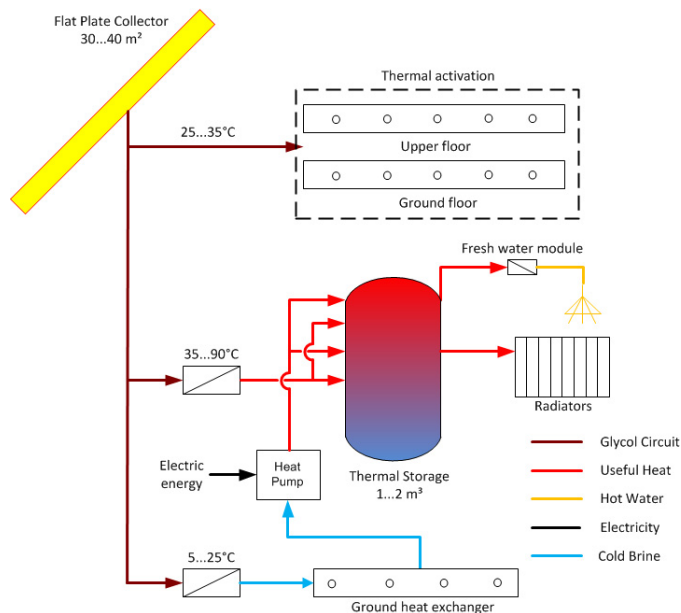 Flat Plate Collector
30...40 m²
Thermal activation
25...35°C
Upper floor
Ground floor
Fresh water module
35...90°C
Radiators
Electric
energy
Heat
Pump
Thermal Storage
1...2 m³
Glycol Circuit
Useful Heat
Hot Water
Electricity
Cold Brine
5...25°C
Ground heat exchanger